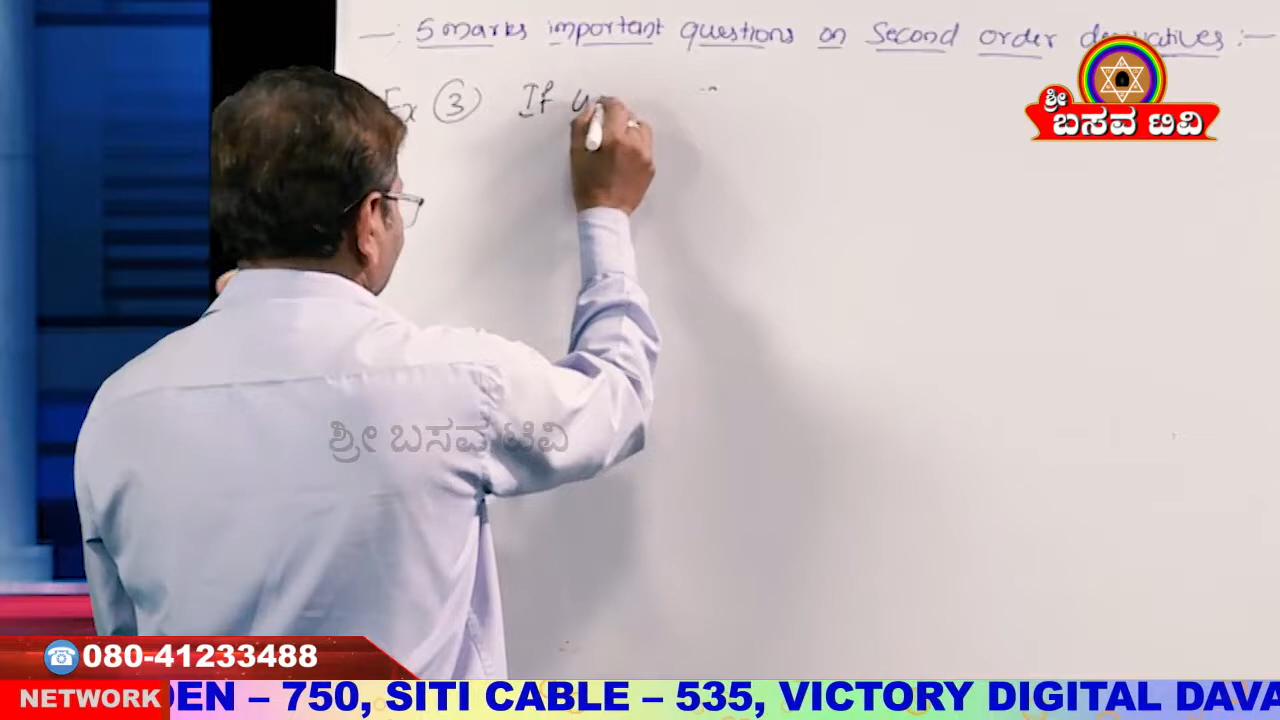 —: 5 marks important questions on Second order derivatives :—
Ex ③ If y
ಶ್ರೀ
ಬಸವ ಟಿವಿ
ಶ್ರೀ ಬಸವ ಟಿವಿ
080-41233488
NETWORK DEN – 750, SITI CABLE – 535, VICTORY DIGITAL DAVA